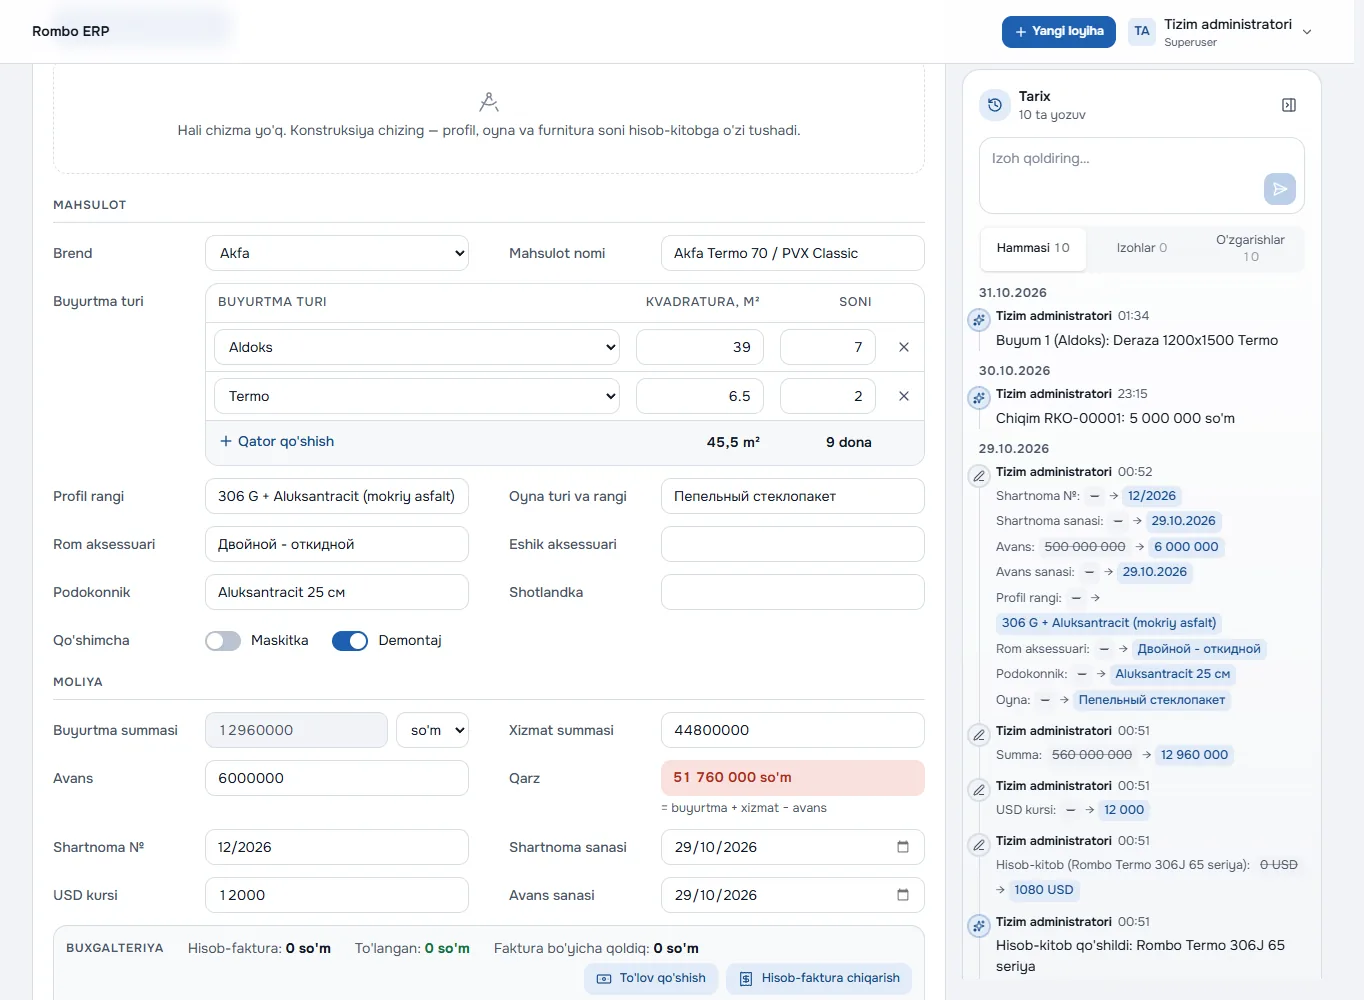 Rombo ERP
Yangi loyiha
TA
Tizim administratori
Superuser
Hali chizma yo'q. Konstruksiya chizing — profil, oyna va furnitura soni hisob-kitobga o'zi tushadi.
MAHSULOT
Brend
Akfa
Mahsulot nomi
Akfa Termo 70 / PVX Classic
Buyurtma turi
BUYURTMA TURI
KVADRATURA, M²
SONI
Aldoks
39
7
Termo
6.5
2
+ Qator qo'shish
45,5 m²
9 dona
Profil rangi
306 G + Aluksantracit (mokriy asfalt)
Oyna turi va rangi
Пепельный стеклопакет
Rom aksessuari
Двойной - откидной
Eshik aksessuari
Podokonnik
Aluksantracit 25 см
Shotlandka
Qo'shimcha
Maskitka
Demontaj
MOLIYA
Buyurtma summasi
12960000
so'm
Xizmat summasi
44800000
Avans
6000000
Qarz
51 760 000 so'm
= buyurtma + xizmat − avans
Shartnoma №
12/2026
Shartnoma sanasi
29/10/2026
USD kursi
12000
Avans sanasi
29/10/2026
BUXGALTERIYA
Hisob-faktura: 0 so'm
To'langan: 0 so'm
Faktura bo'yicha qoldiq: 0 so'm
To'lov qo'shish
Hisob-faktura chiqarish
Tarix
10 ta yozuv
Izoh qoldiring...
Hammasi 10
Izohlar 0
O'zgarishlar
10
31.10.2026
Tizim administratori 01:34
Buyum 1 (Aldoks): Deraza 1200x1500 Termo
30.10.2026
Tizim administratori 23:15
Chiqim RKO-00001: 5 000 000 so'm
29.10.2026
Tizim administratori 00:52
Shartnoma №: — → 12/2026
Shartnoma sanasi: — → 29.10.2026
Avans: 500 000 000 → 6 000 000
Avans sanasi: — → 29.10.2026
Profil rangi: — →
306 G + Aluksantracit (mokriy asfalt)
Rom aksessuari: — → Двойной - откидной
Podokonnik: — → Aluksantracit 25 см
Oyna: — → Пепельный стеклопакет
Tizim administratori 00:51
Summa: 560 000 000 → 12 960 000
Tizim administratori 00:51
USD kursi: — → 12 000
Tizim administratori 00:51
Hisob-kitob (Rombo Termo 306J 65 seriya): 0 USD
→ 1080 USD
Tizim administratori 00:51
Hisob-kitob qo'shildi: Rombo Termo 306J 65
seriya